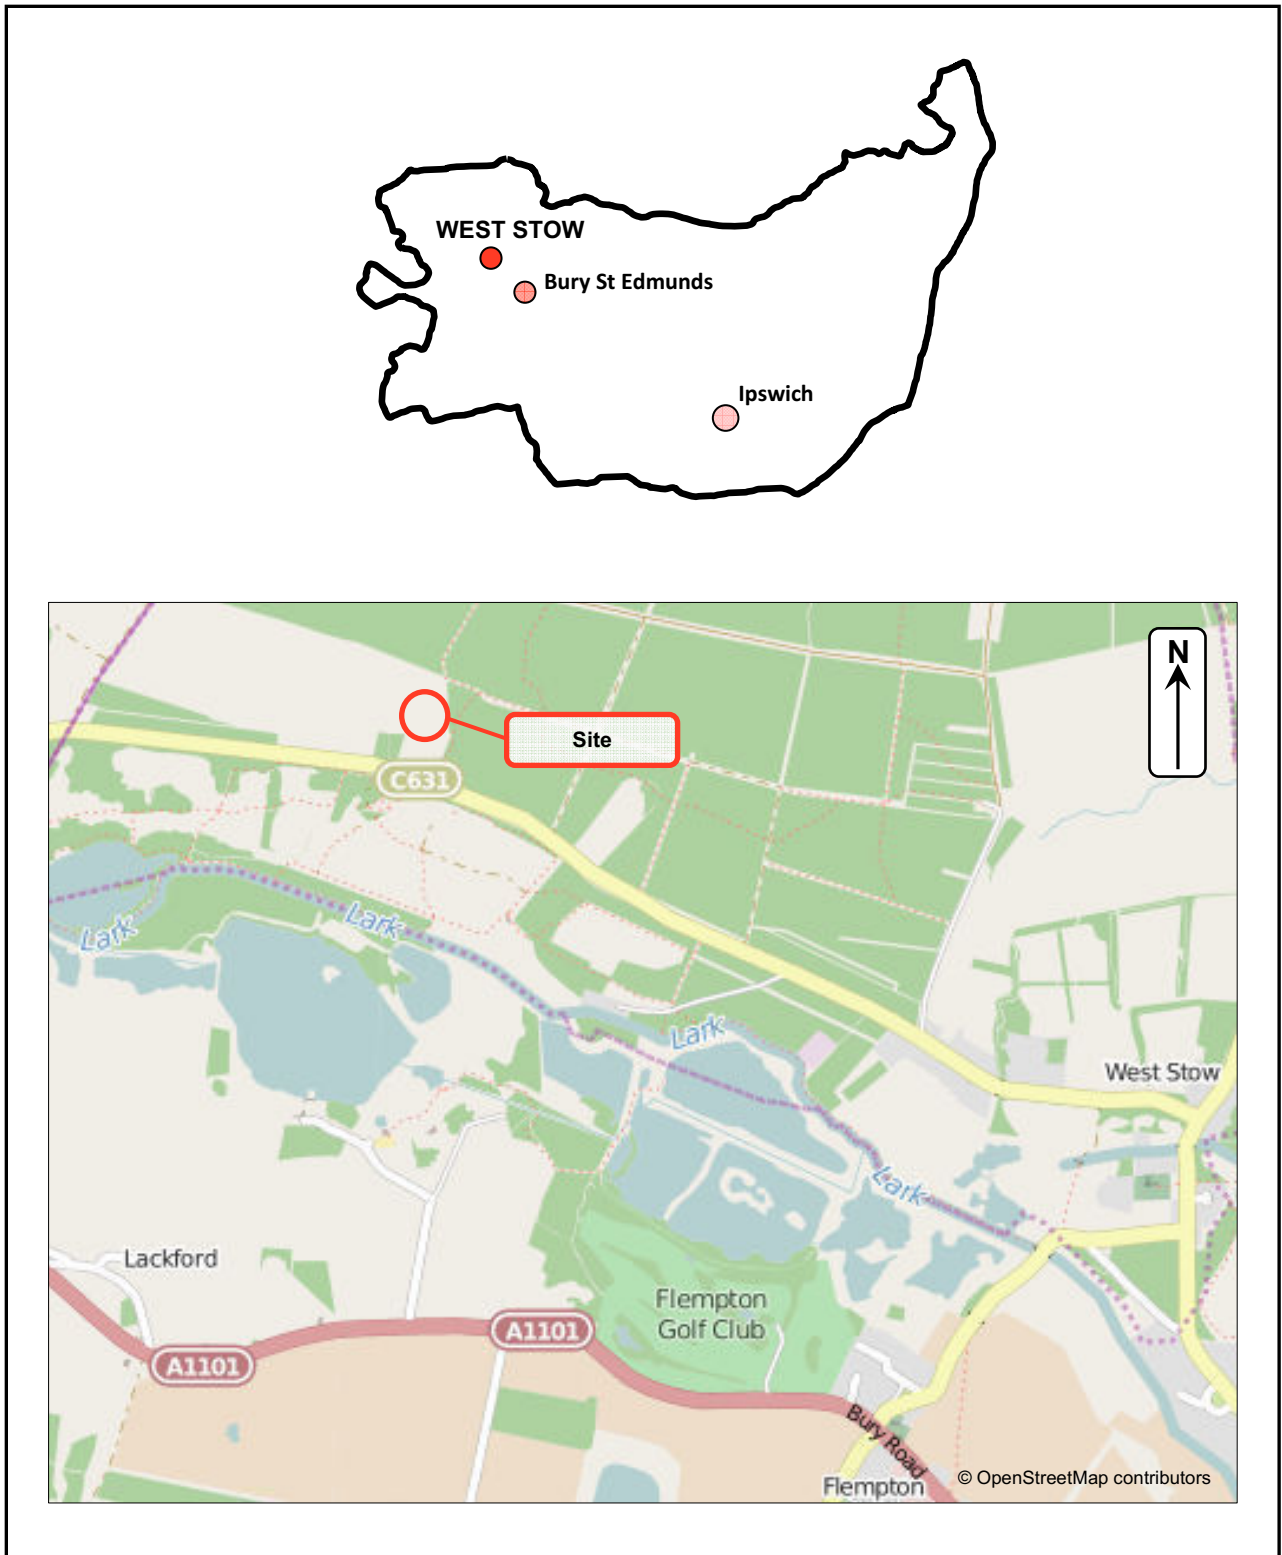 WEST STOW
Bury St Edmunds
Ipswich
N
Site
C631
Lark
Lark
Lark
West Stow
Lark
Lackford
Flempton
Golf Club
A1101
A1101
Bury Road
© OpenStreetMap contributors
Flempton